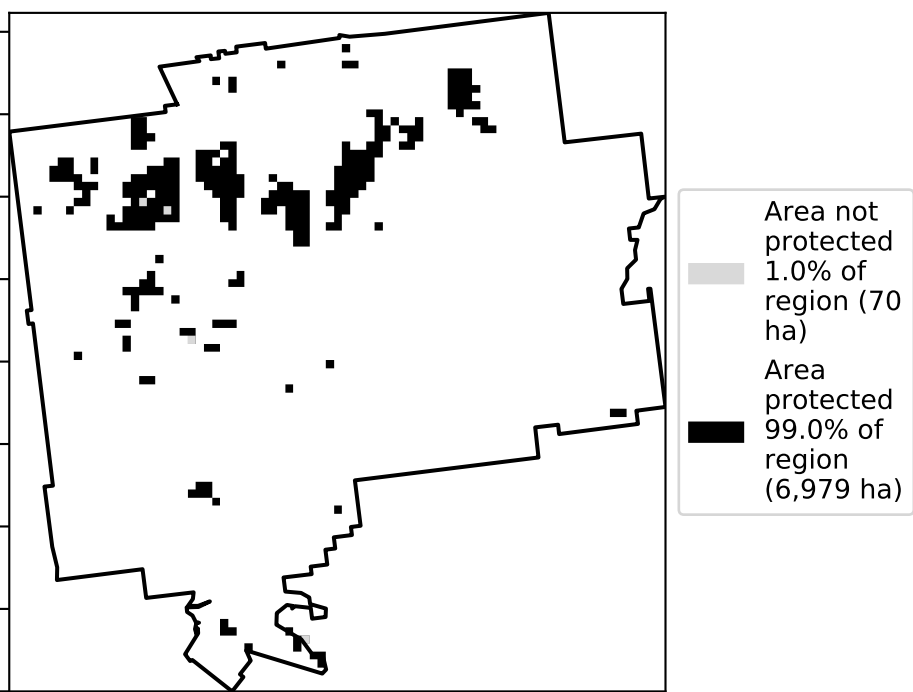 Area not
protected
1.0% of
region (70
ha)
Area
protected
99.0% of
region
(6,979 ha)